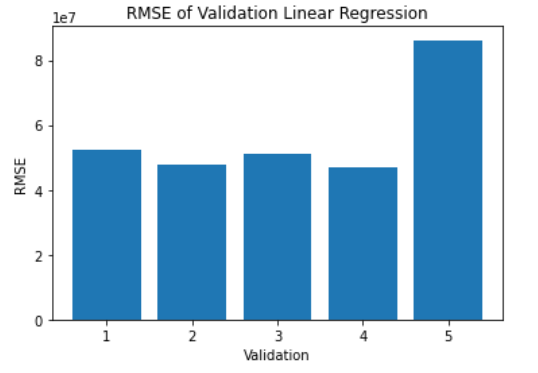 RMSE of Validation Linear Regression
1e7
8
6
4
2
0
RMSE
1 2 3 4 5
Validation